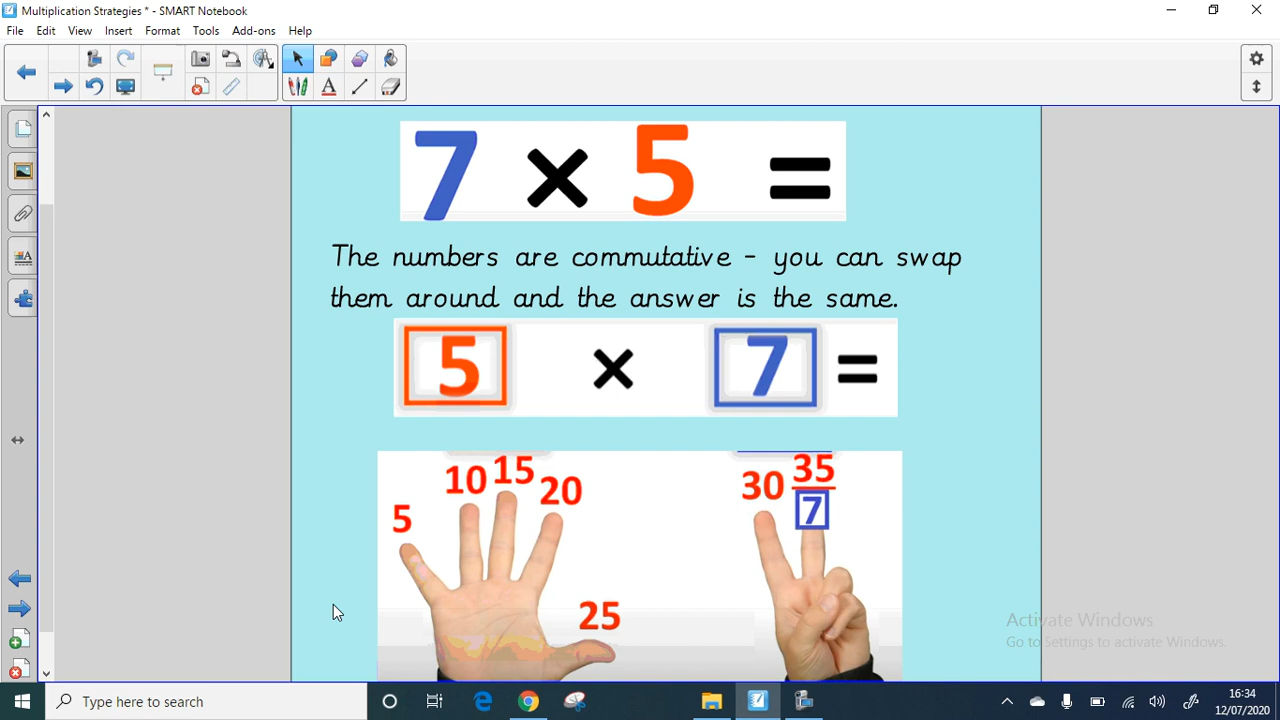 Multiplication Strategies * - SMART Notebook
File Edit View Insert Format Tools Add-ons Help
7 × 5 =
The numbers are commutative - you can swap
them around and the answer is the same.
5 × 7 =
5 10 15 20 25 30 35
7
Activate Windows
Go to Settings to activate Windows.
Type here to search
16:34
12/07/2020